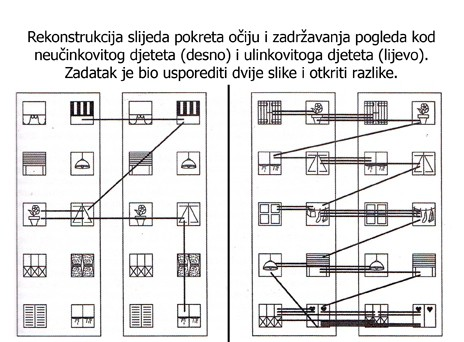 Rekonstrukcija slijeda pokreta očiju i zadržavanja pogleda kod
neučinkovitog djeteta (desno) i ulinkovitoga djeteta (lijevo).
Zadatak je bio usporediti dvije slike i otkriti razlike.